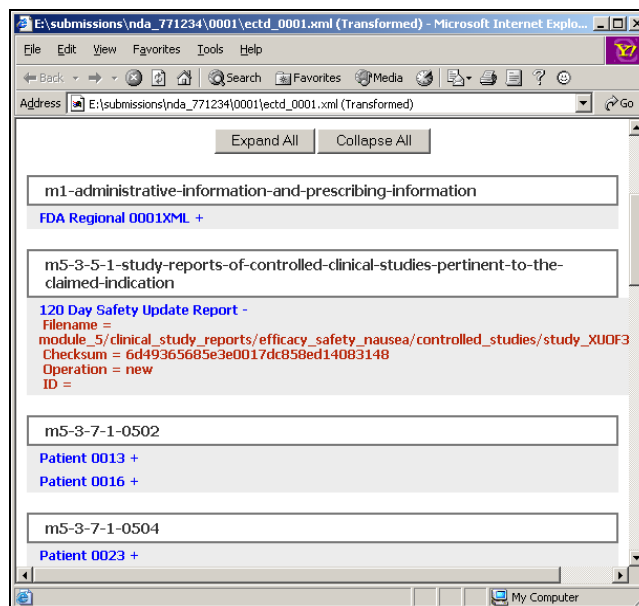 E:\submissions\nda_771234\0001\ectd_0001.xml (Transformed) - Microsoft Internet Explo...
File Edit View Favorites Tools Help
Back Search Favorites Media
Address E:\submissions\nda_771234\0001\ectd_0001.xml (Transformed) Go
Expand All Collapse All
m1-administrative-information-and-prescribing-information
FDA Regional 0001XML +
m5-3-5-1-study-reports-of-controlled-clinical-studies-pertinent-to-the-
claimed-indication
120 Day Safety Update Report -
Filename =
module_5/clinical_study_reports/efficacy_safety_nausea/controlled_studies/study_XUOF3
Checksum = 6d49365685e3e0017dc858ed14083148
Operation = new
ID =
m5-3-7-1-0502
Patient 0013 +
Patient 0016 +
m5-3-7-1-0504
Patient 0023 +
My Computer